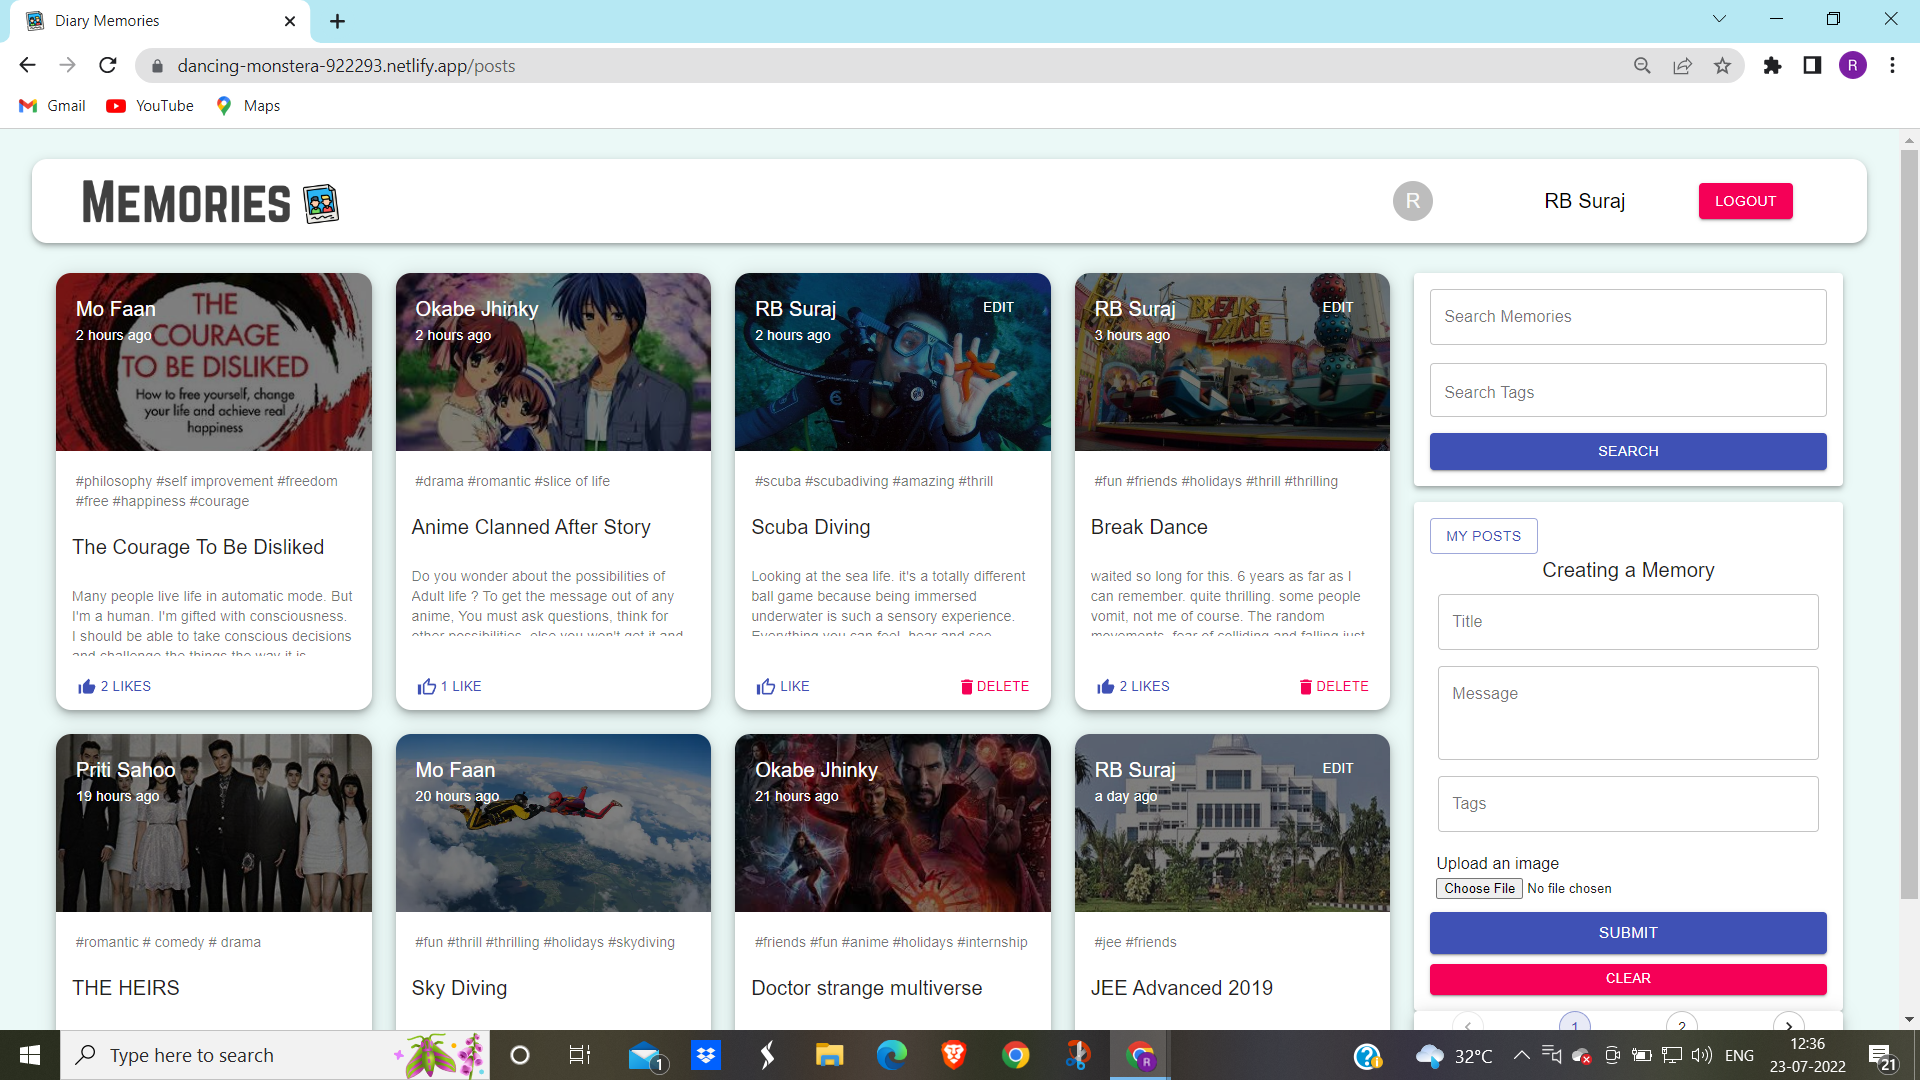 Diary Memories
dancing-monstera-922293.netlify.app/posts
R
Gmail
YouTube
Maps
MEMORIES
R
RB Suraj
LOGOUT
Mo Faan
2 hours ago
THE
COURAGE
TO BE DISLIKED
How to free yourself, change
your life and achieve real
happiness
#philosophy #self improvement #freedom
#free #happiness #courage
The Courage To Be Disliked
Many people live life in automatic mode. But
I'm a human. I'm gifted with consciousness.
I should be able to take conscious decisions
and challenge the things the way it is
2 LIKES
Okabe Jhinky
2 hours ago
#drama #romantic #slice of life
Anime Clanned After Story
Do you wonder about the possibilities of
Adult life ? To get the message out of any
anime, You must ask questions, think for
other possibilities, else you won't get it and
1 LIKE
RB Suraj
EDIT
2 hours ago
#scuba #scubadiving #amazing #thrill
Scuba Diving
Looking at the sea life. it's a totally different
ball game because being immersed
underwater is such a sensory experience.
Everything you can feel, hear and see
LIKE
DELETE
RB Suraj
EDIT
3 hours ago
BREAK
DANCE
#fun #friends #holidays #thrill #thrilling
Break Dance
waited so long for this. 6 years as far as I
can remember. quite thrilling. some people
vomit, not me of course. The random
movements, fear of colliding and falling just
2 LIKES
DELETE
Search Memories
Search Tags
SEARCH
MY POSTS
Creating a Memory
Title
Message
Tags
Upload an image
Choose File No file chosen
SUBMIT
CLEAR
1
2
Priti Sahoo
19 hours ago
#romantic # comedy # drama
THE HEIRS
Mo Faan
20 hours ago
#fun #thrill #thrilling #holidays #skydiving
Sky Diving
Okabe Jhinky
21 hours ago
#friends #fun #anime #holidays #internship
Doctor strange multiverse
RB Suraj
EDIT
a day ago
#jee #friends
JEE Advanced 2019
Type here to search
1
R
32°C
ENG
12:36
23-07-2022
21